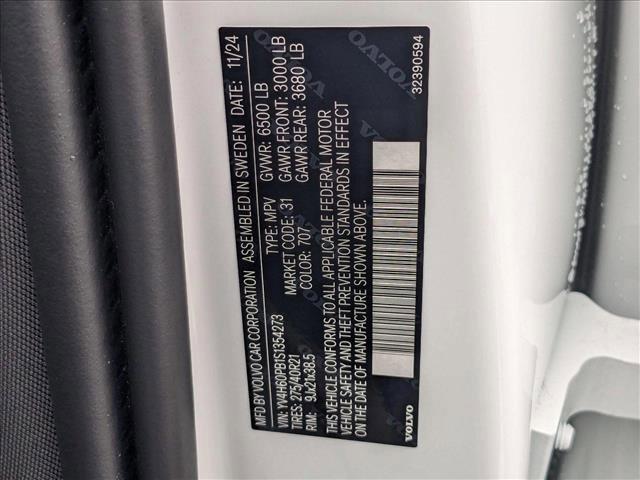 MFD BY VOLVO CAR CORPORATION ASSEMBLED IN SWEDEN DATE: 11/24
VIN: YV4H60PB1S1354273 TYPE: MPV GVWR: 6500 LB
TIRES: 275/40R21 MARKET CODE: 31 GAWR FRONT: 3000 LB
RIM: 9Jx21x38.5 COLOR: 707 GAWR REAR: 3680 LB
THIS VEHICLE CONFORMS TO ALL APPLICABLE FEDERAL MOTOR
VEHICLE SAFETY AND THEFT PREVENTION STANDARDS IN EFFECT
ON THE DATE OF MANUFACTURE SHOWN ABOVE.
VOLVO 32390594